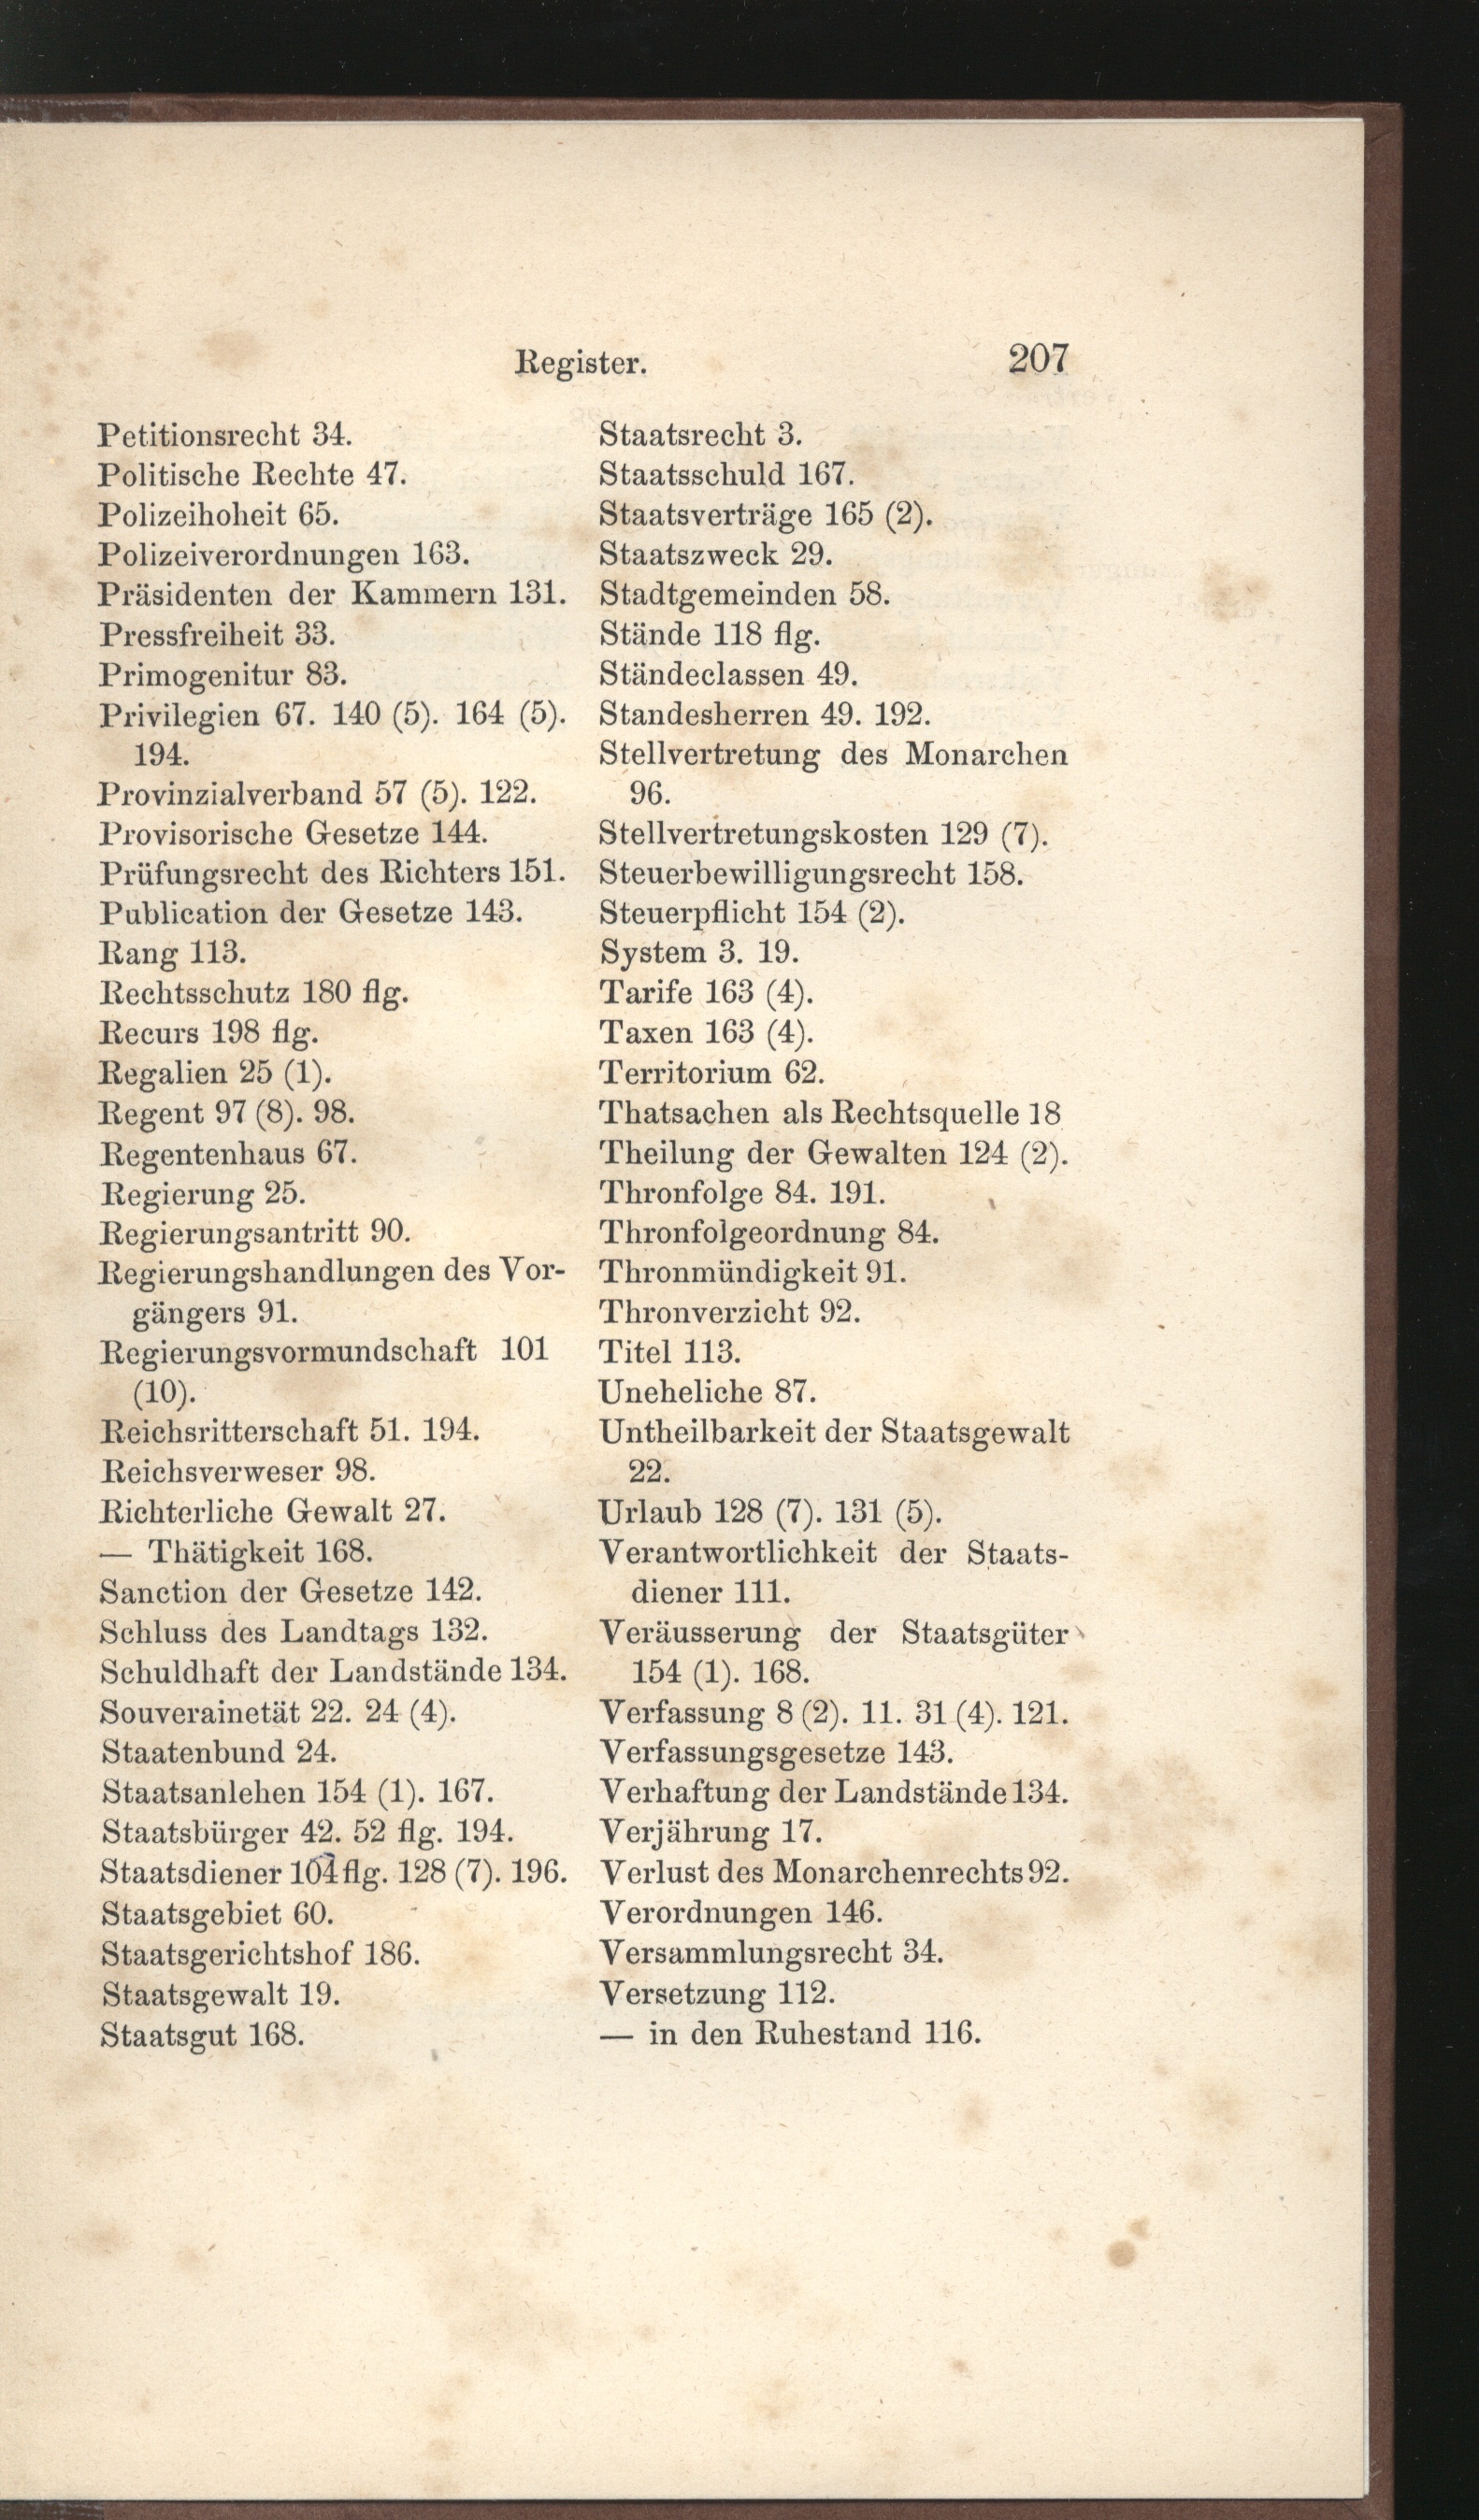 Register.
207
Petitionsrecht 34.
Politische Rechte 47.
Polizeihoheit 65.
Polizeiverordnungen 163.
Präsidenten der Kammern 131.
Pressfreiheit 33.
Primogenitur 83.
Privilegien 67. 140 (5). 164 (5).
194.
Provinzialverband 57 (5). 122.
Provisorische Gesetze 144.
Prüfungsrecht des Richters 151.
Publication der Gesetze 143.
Rang 113.
Rechtsschutz 180 flg.
Recurs 198 flg.
Regalien 25 (1).
Regent 97 (8). 98.
Regentenhaus 67.
Regierung 25.
Regierungsantritt 90.
Regierungshandlungen des Vor-
gängers 91.
Regierungsvormundschaft 101
(10).
Reichsritterschaft 51. 194.
Reichsverweser 98.
Richterliche Gewalt 27.
— Thätigkeit 168.
Sanction der Gesetze 142.
Schluss des Landtags 132.
Schuldhaft der Landstände 134.
Souverainetät 22. 24 (4).
Staatenbund 24.
Staatsanlehen 154 (1). 167.
Staatsbürger 42. 52 flg. 194.
Staatsdiener 104 flg. 128 (7). 196.
Staatsgebiet 60.
Staatsgerichtshof 186.
Staatsgewalt 19.
Staatsgut 168.
Staatsrecht 3.
Staatsschuld 167.
Staatsverträge 165 (2).
Staatszweck 29.
Stadtgemeinden 58.
Stände 118 flg.
Ständeclassen 49.
Standesherren 49. 192.
Stellvertretung des Monarchen
96.
Stellvertretungskosten 129 (7).
Steuerbewilligungsrecht 158.
Steuerpflicht 154 (2).
System 3. 19.
Tarife 163 (4).
Taxen 163 (4).
Territorium 62.
Thatsachen als Rechtsquelle 18
Theilung der Gewalten 124 (2).
Thronfolge 84. 191.
Thronfolgeordnung 84.
Thronmündigkeit 91.
Thronverzicht 92.
Titel 113.
Uneheliche 87.
Untheilbarkeit der Staatsgewalt
22.
Urlaub 128 (7). 131 (5).
Verantwortlichkeit der Staats-
diener 111.
Veräusserung der Staatsgüter
154 (1). 168.
Verfassung 8 (2). 11. 31 (4). 121.
Verfassungsgesetze 143.
Verhaftung der Landstände 134.
Verjährung 17.
Verlust des Monarchenrechts 92.
Verordnungen 146.
Versammlungsrecht 34.
Versetzung 112.
— in den Ruhestand 116.